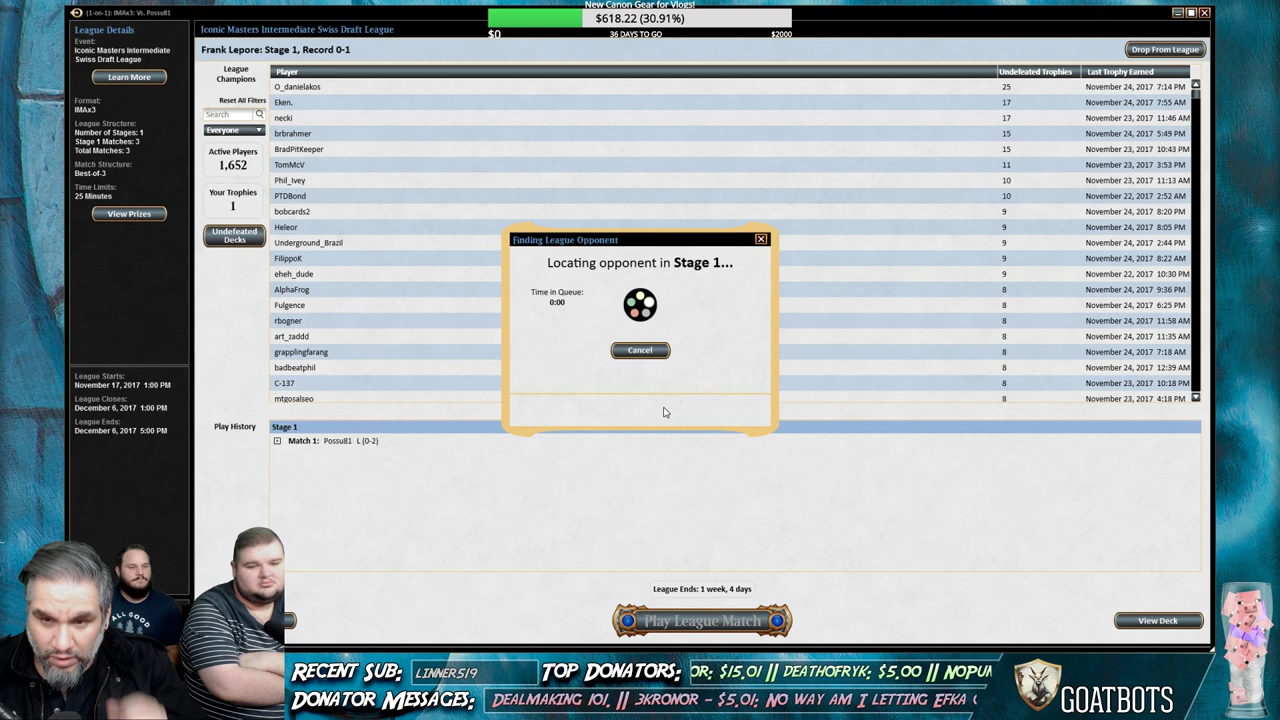 New Canon Gear for Vlogs!
$618.22 (30.91%)
$0 36 DAYS TO GO $2000
(1-on-1): IMAx3: Vs. Possu81
League Details
Event:
Iconic Masters Intermediate
Swiss Draft League
Learn More
Format:
IMAx3
League Structure:
Number of Stages: 1
Stage 1 Matches: 3
Total Matches: 3
Match Structure:
Best-of-3
Time Limits:
25 Minutes
View Prizes
League Starts:
November 17, 2017 1:00 PM
League Closes:
December 6, 2017 1:00 PM
League Ends:
December 6, 2017 5:00 PM
Iconic Masters Intermediate Swiss Draft League
Frank Lepore: Stage 1, Record 0-1
Drop From League
League
Champions
Reset All Filters
Search
Everyone
Active Players
1,652
Your Trophies
1
Undefeated
Decks
Player Undefeated Trophies Last Trophy Earned
O_danielakos 25 November 24, 2017 7:14 PM
Eken. 17 November 24, 2017 7:55 AM
necki 17 November 23, 2017 11:46 AM
brbrahmer 15 November 24, 2017 5:49 PM
BradPitKeeper 15 November 23, 2017 10:43 PM
TomMcV 11 November 23, 2017 3:53 PM
Phil_Ivey 10 November 23, 2017 11:13 AM
PTDBond 10 November 22, 2017 2:52 AM
bobcards2 9 November 24, 2017 8:20 PM
Heleor 9 November 24, 2017 8:05 PM
Underground_Brazil 9 November 24, 2017 2:44 PM
FilippoK 9 November 24, 2017 8:22 AM
eheh_dude 9 November 22, 2017 10:30 PM
AlphaFrog 8 November 24, 2017 9:36 PM
Fulgence 8 November 24, 2017 6:25 PM
rbogner 8 November 24, 2017 11:58 AM
art_zaddd 8 November 24, 2017 11:35 AM
grapplingfarang 8 November 24, 2017 7:18 AM
badbeatphil 8 November 24, 2017 12:39 AM
C-137 8 November 23, 2017 10:18 PM
mtgosalseo 8 November 23, 2017 4:18 PM
Finding League Opponent
Locating opponent in Stage 1...
Time in Queue:
0:00
Cancel
Play History
Stage 1
Match 1: Possu81 L (0-2)
League Ends: 1 week, 4 days
Play League Match
View Deck
ALL GOOD
RECENT SUB: LINNER519 TOP DONATORS: OR: $15.01 || DEATHOFRYK: $5.00 || NOPUN
DONATOR MESSAGES: DEALMAKING 101. || 3KRONOR - $5.01: NO WAY AM I LETTING EFKA
GOATBOTS